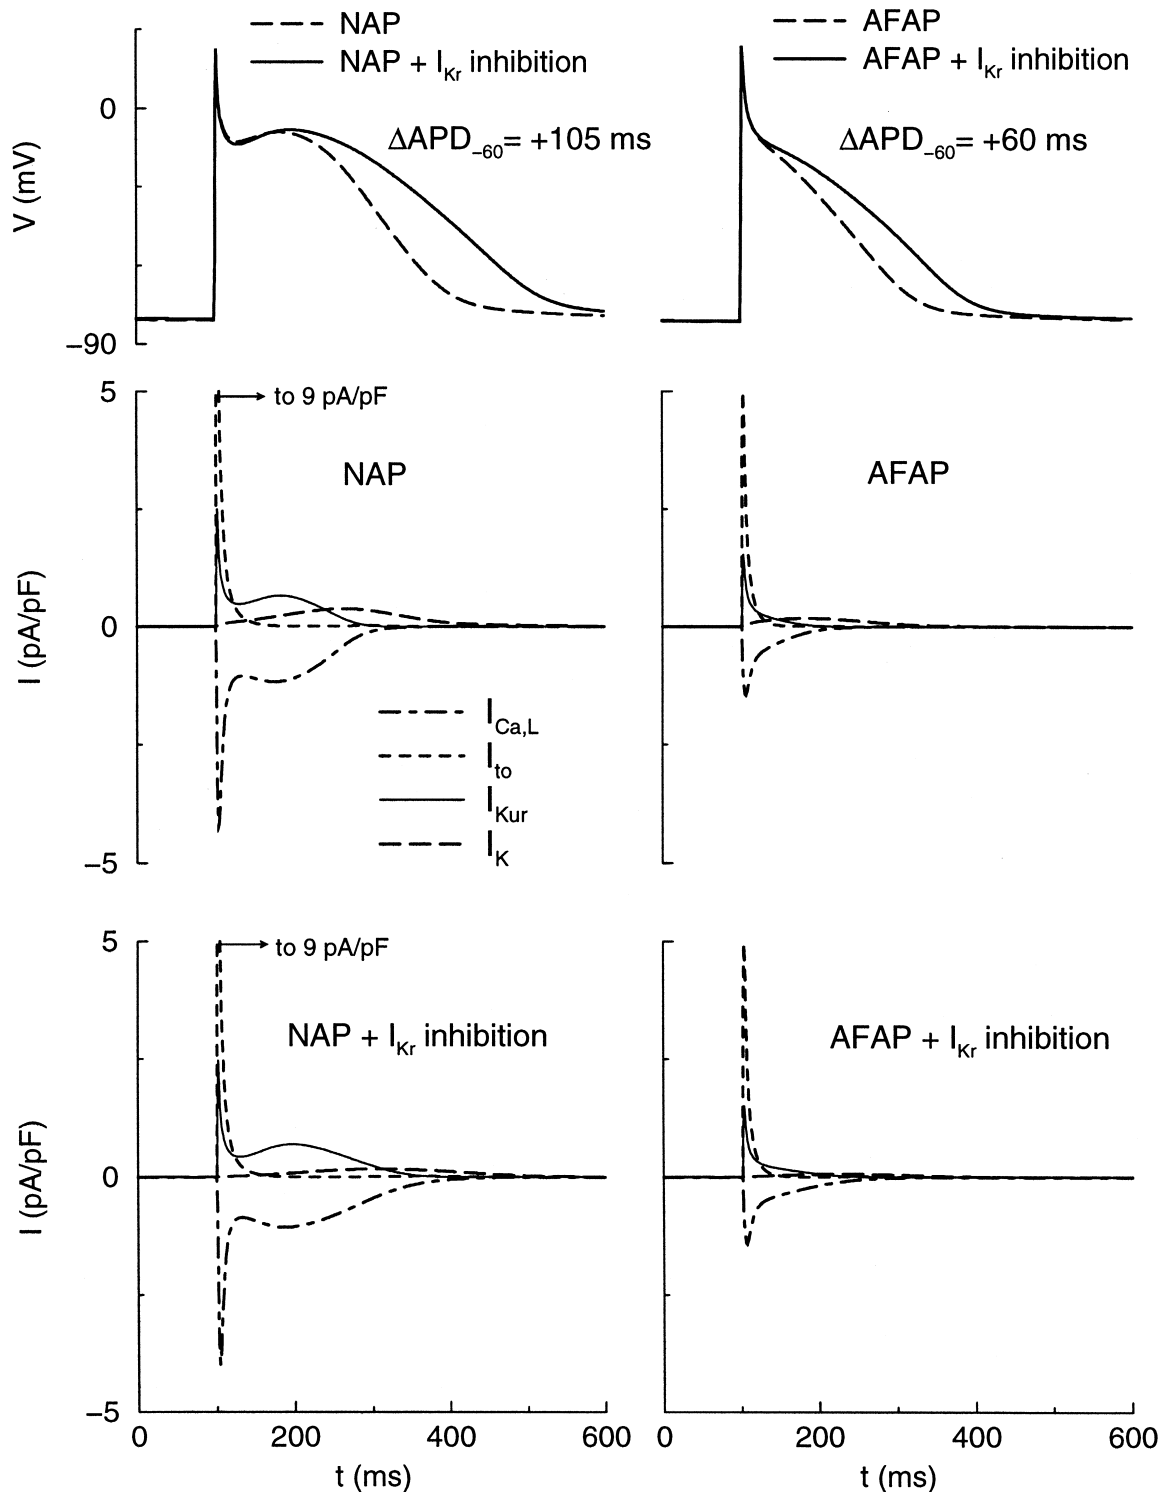 NAP
NAP + IKr inhibition
AFAP
AFAP + IKr inhibition
0
V (mV)
ΔAPD−60= +105 ms
ΔAPD−60= +60 ms
−90
5
to 9 pA/pF
NAP
AFAP
0
I (pA/pF)
ICa,L
Ito
IKur
IK
−5
5
to 9 pA/pF
NAP + IKr inhibition
AFAP + IKr inhibition
0
I (pA/pF)
−5
0 200 400 600
0 200 400 600
t (ms)
t (ms)